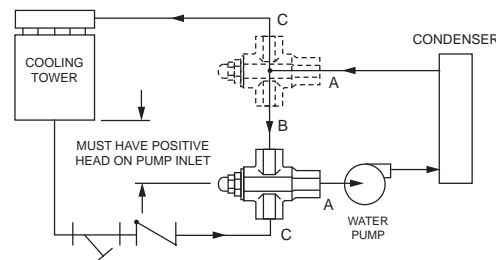 C
COOLING
TOWER
CONDENSER
A
B
MUST HAVE POSITIVE
HEAD ON PUMP INLET
A
C
WATER
PUMP